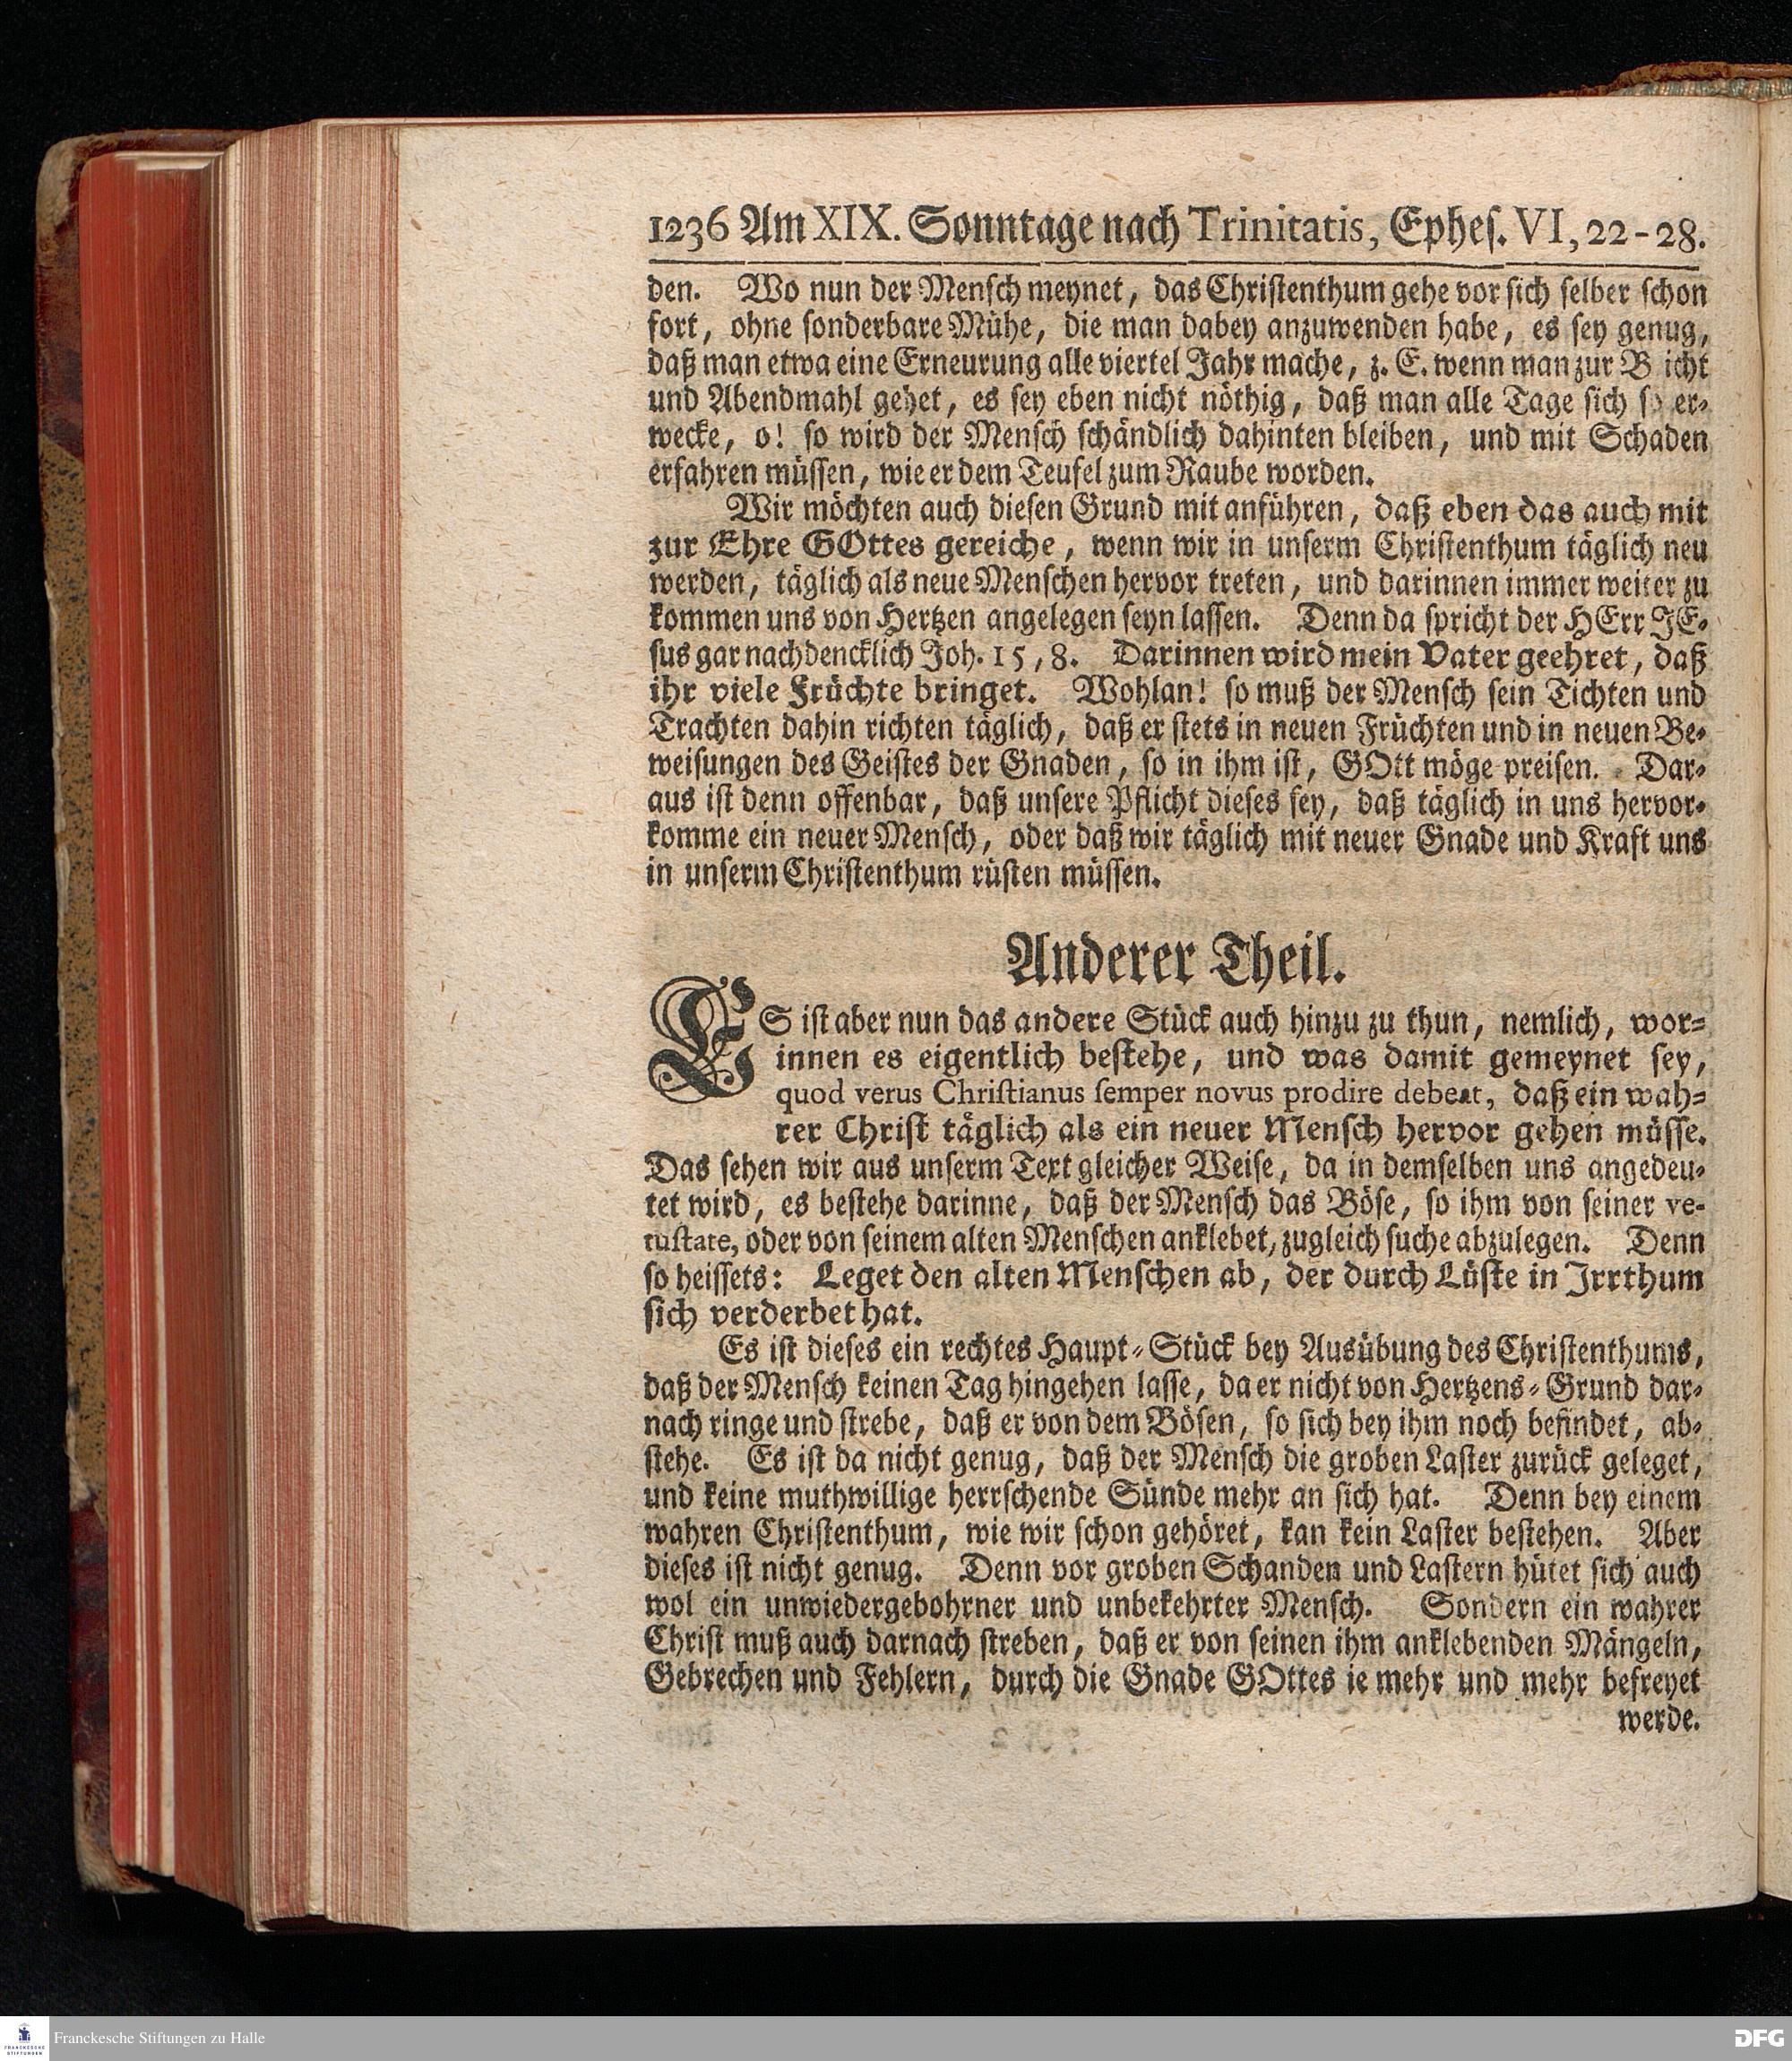 1236 Am XIX. Sonntage nach Trinitatis, Ephes. VI, 22-28.
den. Wo nun der Mensch meynet, das Christenthum gehe vor sich selber schon
fort, ohne sonderbare Mühe, die man dabey anzuwenden habe, es sey genug,
daß man etwa eine Erneurung alle viertel Jahr mache, z. E. wenn man zur B icht
und Abendmahl gehet, es sey eben nicht nöthig, daß man alle Tage sich so er-
wecke, o! so wird der Mensch schändlich dahinten bleiben, und mit Schaden
erfahren müssen, wie er dem Teufel zum Raube worden.
Wir möchten auch diesen Grund mit anführen, daß eben das auch mit
zur Ehre GOttes gereiche, wenn wir in unserm Christenthum täglich neu
werden, täglich als neue Menschen hervor treten, und darinnen immer weiter zu
kommen uns von Hertzen angelegen seyn lassen. Denn da spricht der HErr JE-
sus gar nachdencklich Joh. 15, 8. Darinnen wird mein Vater geehret, daß
ihr viele Früchte bringet. Wohlan! so muß der Mensch sein Tichten und
Trachten dahin richten täglich, daß er stets in neuen Früchten und in neuen Be-
weisungen des Geistes der Gnaden, so in ihm ist, GOtt möge preisen. Dar-
aus ist denn offenbar, daß unsere Pflicht dieses sey, daß täglich in uns hervor-
komme ein neuer Mensch, oder daß wir täglich mit neuer Gnade und Kraft uns
in unserm Christenthum rüsten müssen.
Anderer Theil.
ES ist aber nun das andere Stück auch hinzu zu thun, nemlich, wor-
innen es eigentlich bestehe, und was damit gemeynet sey,
quod verus Christianus semper novus prodire debeat, daß ein wah-
rer Christ täglich als ein neuer Mensch hervor gehen müsse.
Das sehen wir aus unserm Text gleicher Weise, da in demselben uns angedeu-
tet wird, es bestehe darinne, daß der Mensch das Böse, so ihm von seiner ve-
tustate, oder von seinem alten Menschen anklebet, zugleich suche abzulegen. Denn
so heissets: Leget den alten Menschen ab, der durch Lüste in Irrthum
sich verderbet hat.
Es ist dieses ein rechtes Haupt-Stück bey Ausübung des Christenthums,
daß der Mensch keinen Tag hingehen lasse, da er nicht von Hertzens-Grund dar-
nach ringe und strebe, daß er von dem Bösen, so sich bey ihm noch befindet, ab-
stehe. Es ist da nicht genug, daß der Mensch die groben Laster zurück geleget,
und keine muthwillige herrschende Sünde mehr an sich hat. Denn bey einem
wahren Christenthum, wie wir schon gehöret, kan kein Laster bestehen. Aber
dieses ist nicht genug. Denn vor groben Schanden und Lastern hütet sich auch
wol ein unwiedergebohrner und unbekehrter Mensch. Sondern ein wahrer
Christ muß auch darnach streben, daß er von seinen ihm anklebenden Mängeln,
Gebrechen und Fehlern, durch die Gnade GOttes ie mehr und mehr befreyet
werde.
FRANCKESCHE
STIFTUNGEN
Franckesche Stiftungen zu Halle
DFG